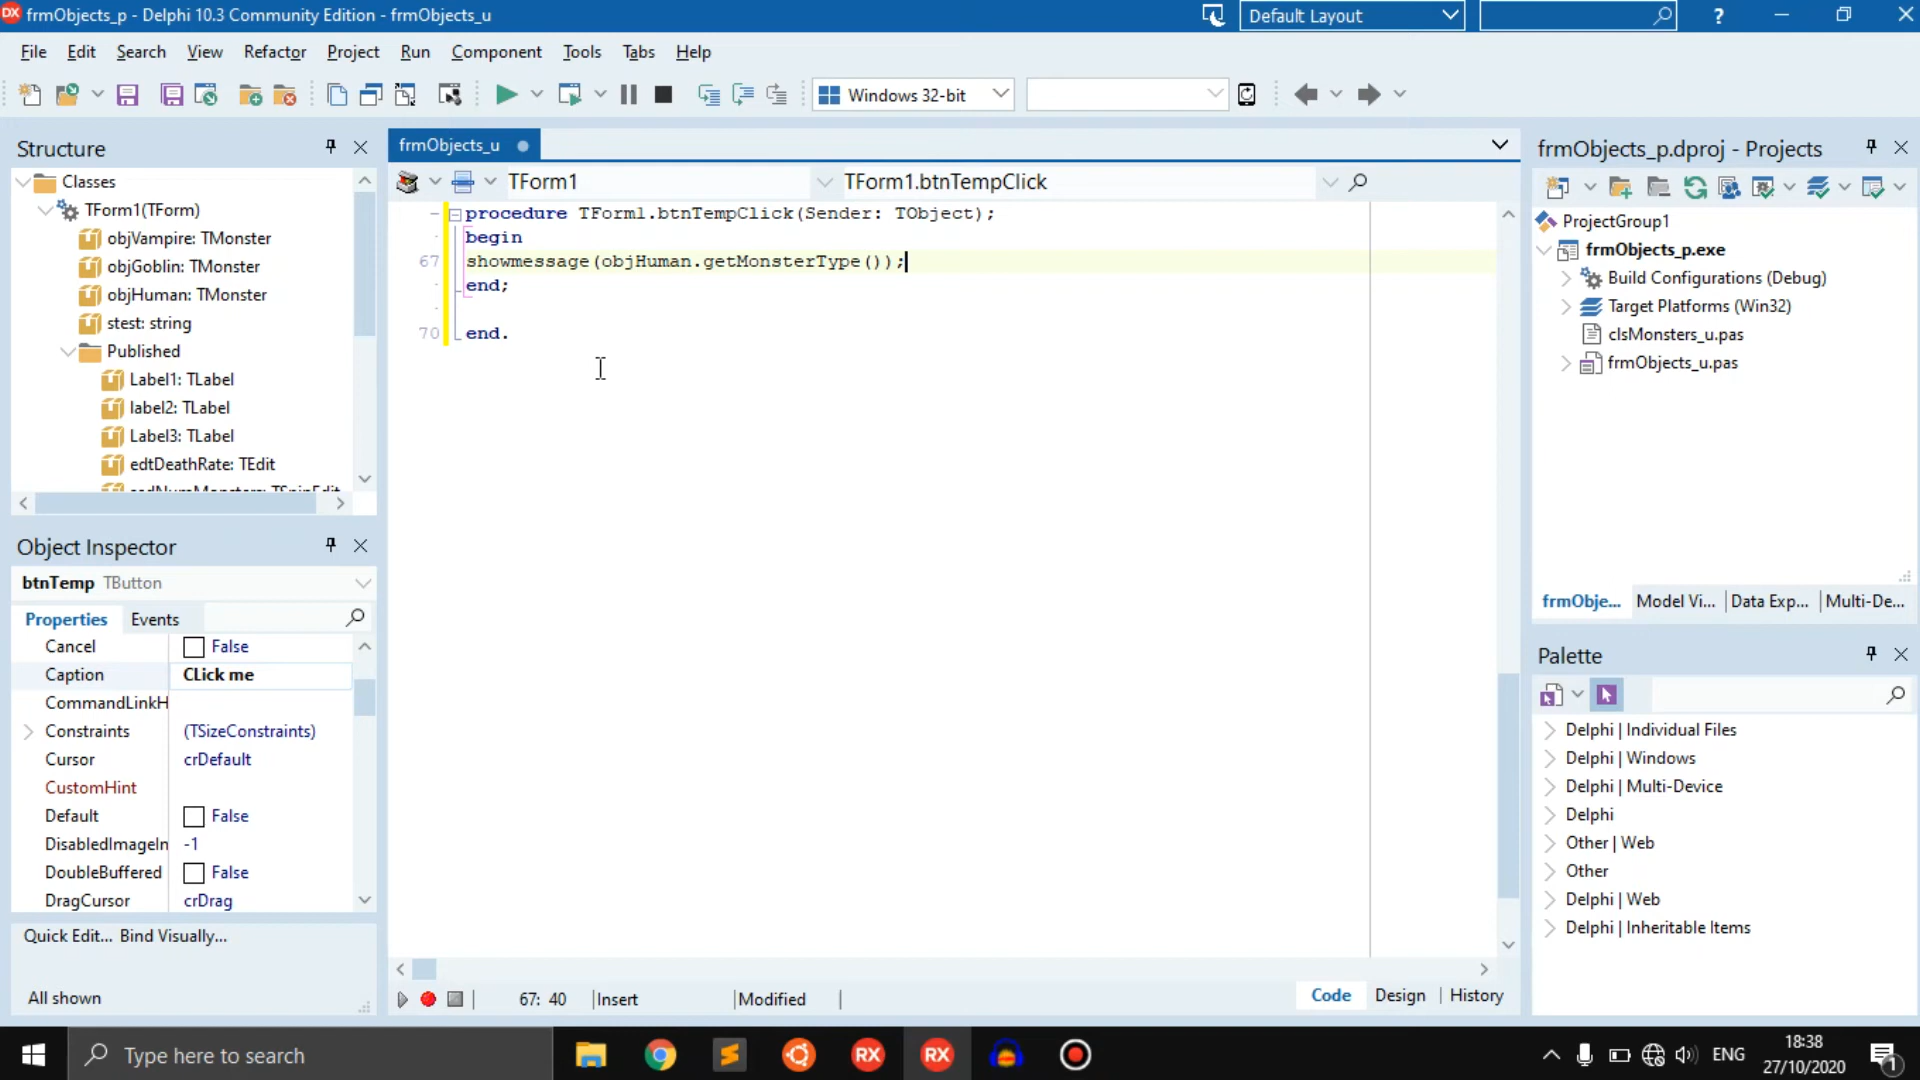 DX frmObjects_p - Delphi 10.3 Community Edition - frmObjects_u
Default Layout
?
File Edit Search View Refactor Project Run Component Tools Tabs Help
Windows 32-bit
Structure
Classes
TForm1(TForm)
objVampire: TMonster
objGoblin: TMonster
objHuman: TMonster
stest: string
Published
Label1: TLabel
label2: TLabel
Label3: TLabel
edtDeathRate: TEdit
Object Inspector
btnTemp TButton
Properties Events
Cancel False
Caption CLick me
CommandLinkH
Constraints (TSizeConstraints)
Cursor crDefault
CustomHint
Default False
DisabledImageIn -1
DoubleBuffered False
DragCursor crDrag
Quick Edit... Bind Visually...
All shown
frmObjects_u
TForm1 TForm1.btnTempClick
procedure TForm1.btnTempClick(Sender: TObject);
begin
67 showmessage(objHuman.getMonsterType());
end;
70 end.
67: 40 Insert Modified
Code Design History
frmObjects_p.dproj - Projects
ProjectGroup1
frmObjects_p.exe
Build Configurations (Debug)
Target Platforms (Win32)
clsMonsters_u.pas
frmObjects_u.pas
frmObje... Model Vi... Data Exp... Multi-De...
Palette
Delphi | Individual Files
Delphi | Windows
Delphi | Multi-Device
Delphi
Other | Web
Other
Delphi | Web
Delphi | Inheritable Items
Type here to search
RX RX
ENG
18:38
27/10/2020
1